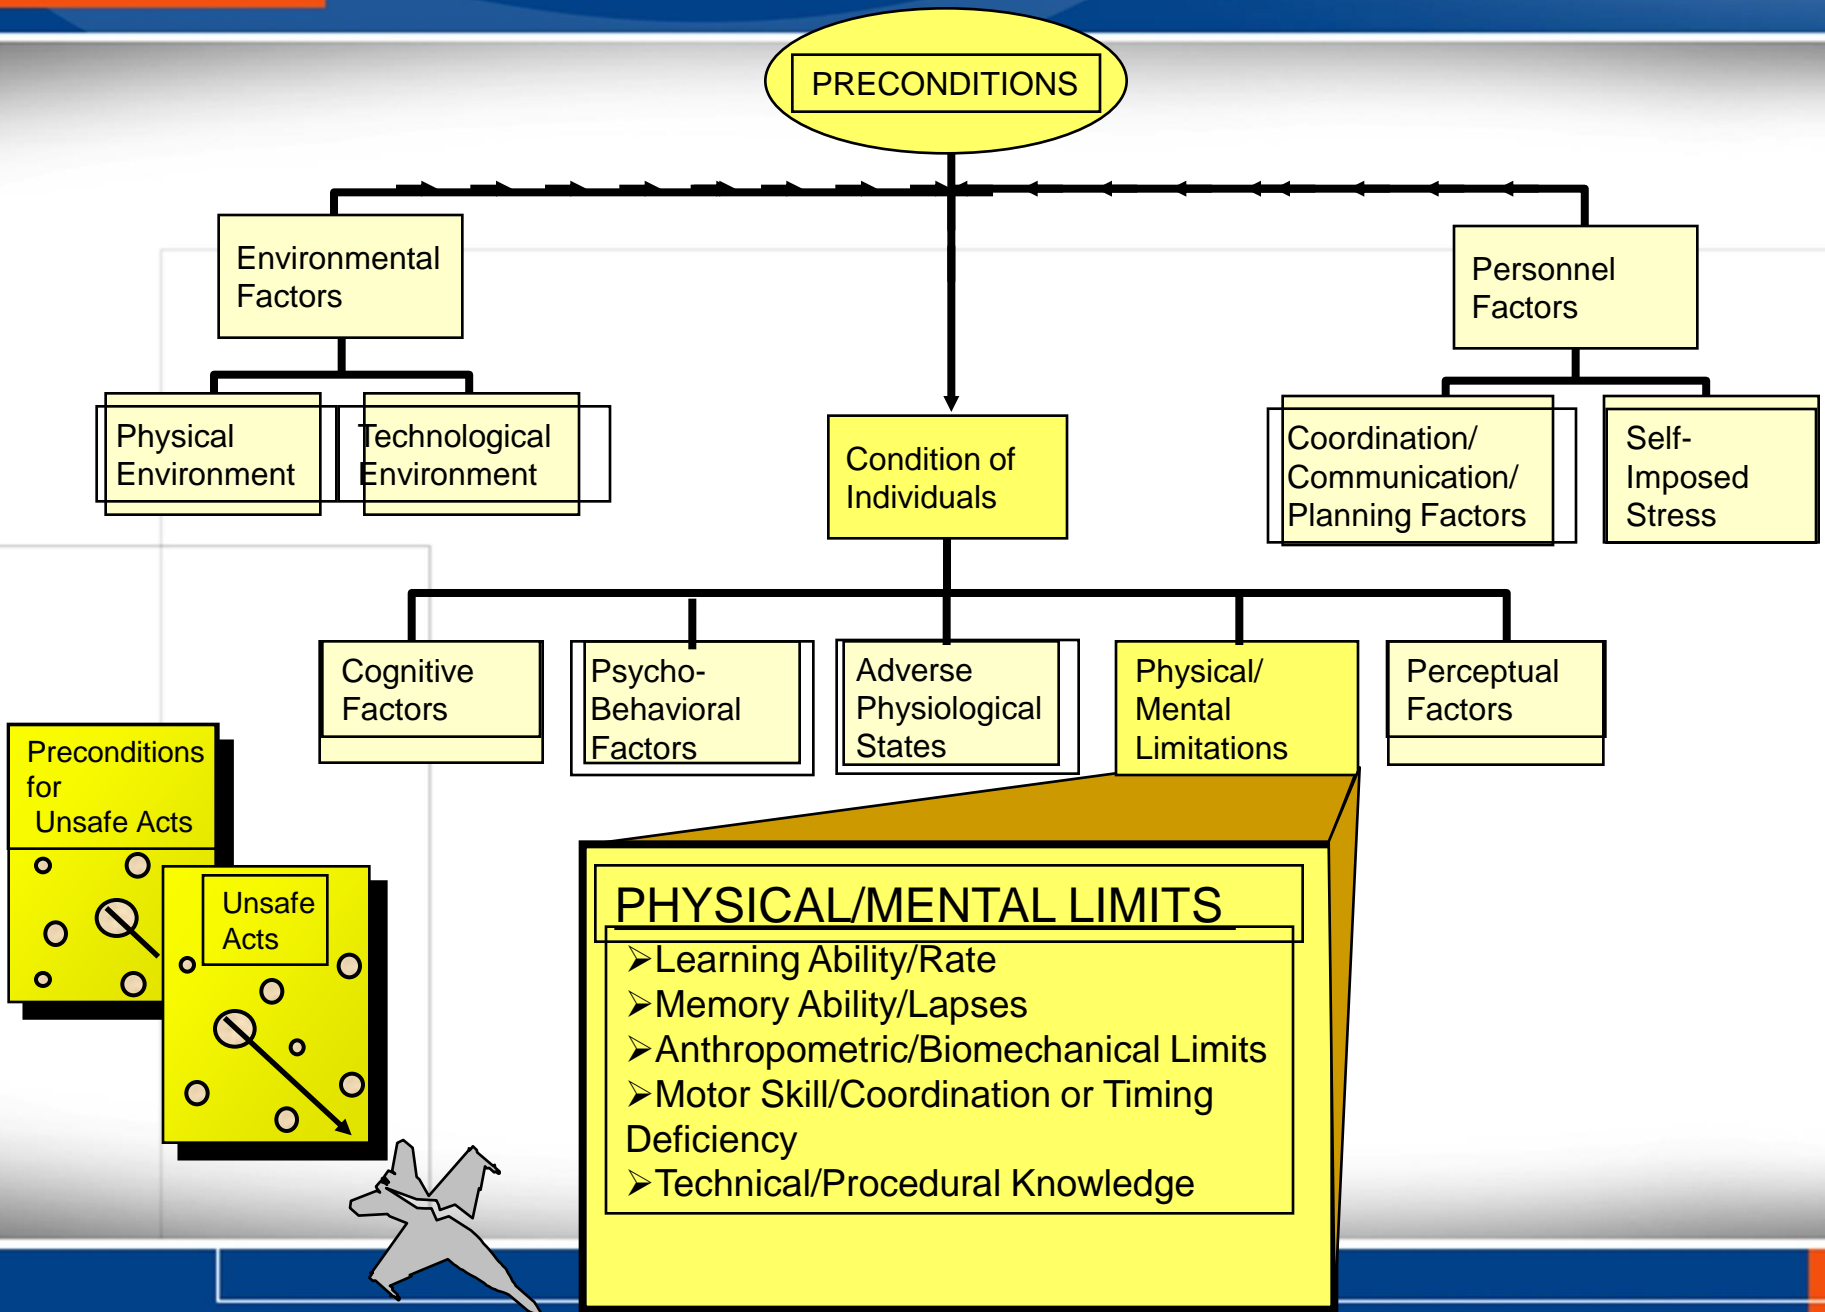 PRECONDITIONS
Environmental
Factors
Personnel
Factors
Physical
Environment
Technological
Environment
Condition of
Individuals
Coordination/
Communication/
Planning Factors
Self-
Imposed
Stress
Cognitive
Factors
Psycho-
Behavioral
Factors
Adverse
Physiological
States
Physical/
Mental
Limitations
Perceptual
Factors
Preconditions
for
Unsafe Acts
Unsafe
Acts
PHYSICAL/MENTAL LIMITS
➢Learning Ability/Rate
➢Memory Ability/Lapses
➢Anthropometric/Biomechanical Limits
➢Motor Skill/Coordination or Timing
Deficiency
➢Technical/Procedural Knowledge